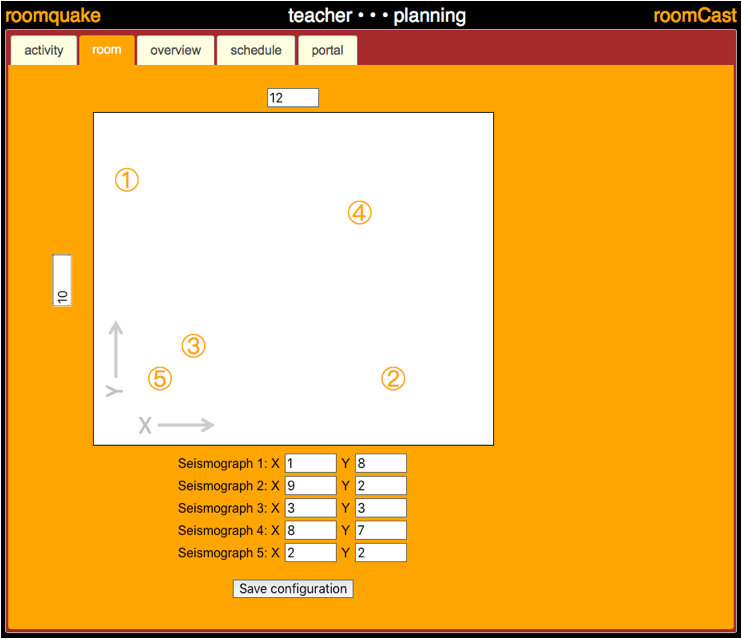 roomquake teacher • • • planning roomCast
activity room overview schedule portal
12
①
④
10
③
⑤ ②
Y
X
Seismograph 1: X 1 Y 8
Seismograph 2: X 9 Y 2
Seismograph 3: X 3 Y 3
Seismograph 4: X 8 Y 7
Seismograph 5: X 2 Y 2
Save configuration